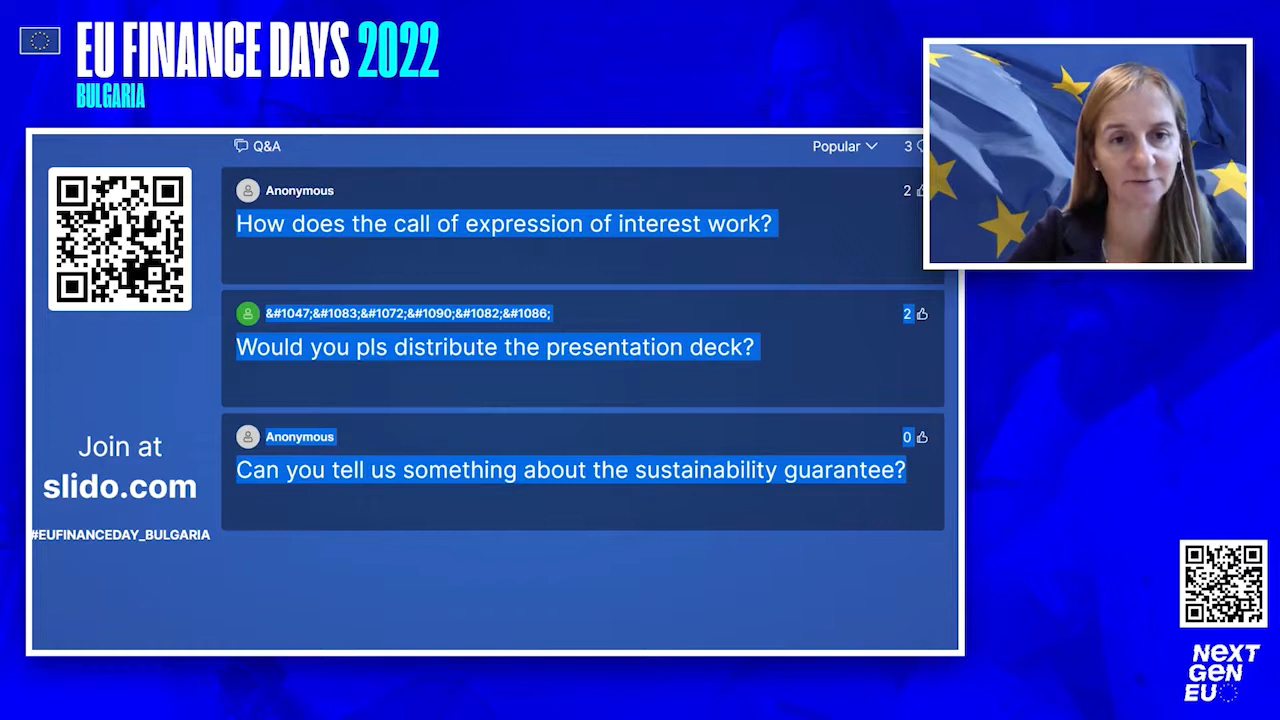 EU FINANCE DAYS 2022
BULGARIA
Q&A
Popular
3
Anonymous
2
How does the call of expression of interest work?
&#1047;&#1083;&#1072;&#1090;&#1082;&#1086;
2
Would you pls distribute the presentation deck?
Anonymous
0
Can you tell us something about the sustainability guarantee?
Join at
slido.com
#EUFINANCEDAY_BULGARIA
NEXT
GEN
EU